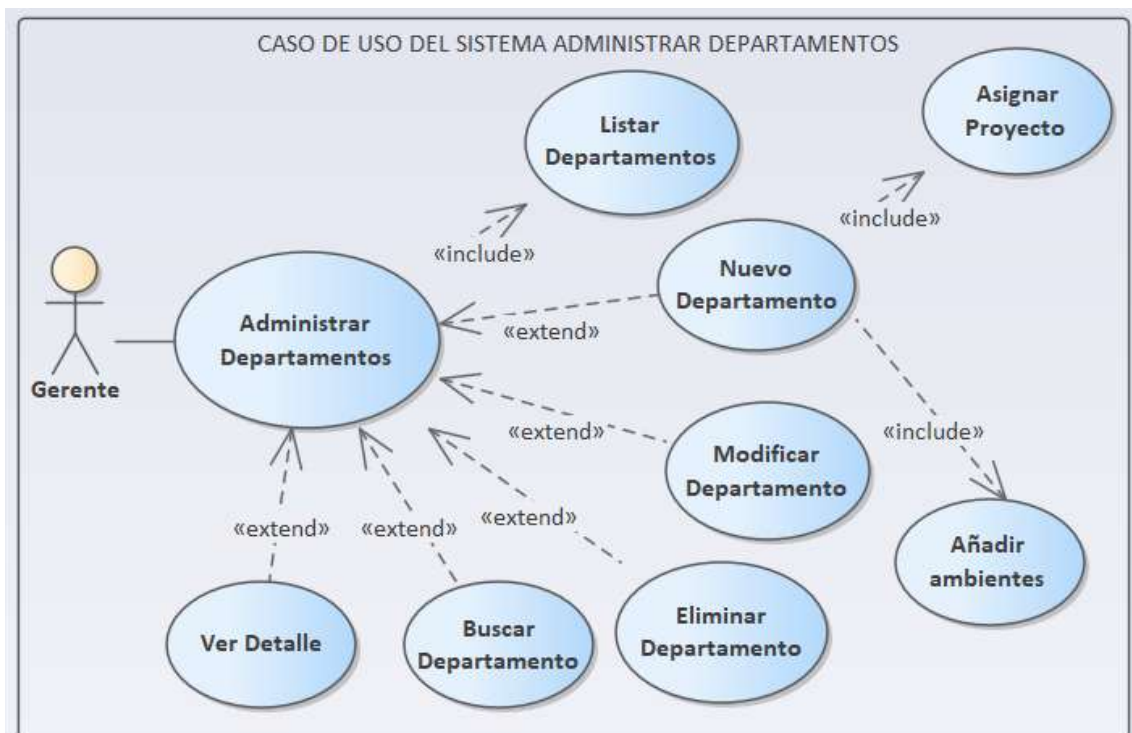 CASO DE USO DEL SISTEMA ADMINISTRAR DEPARTAMENTOS
Asignar
Proyecto
Listar
Departamentos
«include»
«include»
Nuevo
Departamento
Administrar
Departamentos
«extend»
Gerente
«extend»
«include»
Modificar
Departamento
«extend»
«extend»
«extend»
Añadir
ambientes
Ver Detalle
Buscar
Departamento
Eliminar
Departamento